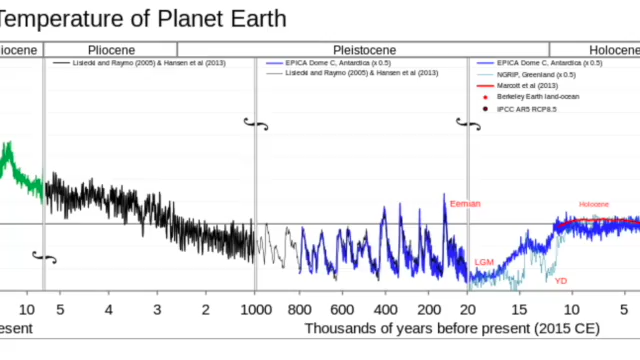 Temperature of Planet Earth
iocene Pliocene Pleistocene Holocene
Lisiecki and Raymo (2005) & Hansen et al (2013)
EPICA Dome C, Antarctica (x 0.5)
Lisiecki and Raymo (2005) & Hansen et al (2013)
EPICA Dome C, Antarctica (x 0.5)
NGRIP, Greenland (x 0.5)
Marcott et al (2013)
Berkeley Earth land-ocean
IPCC AR5 RCP8.5
Eemian
Holocene
LGM
YD
10 5 4 3 2 1000 800 600 400 200 20 15 10 5
esent Thousands of years before present (2015 CE)